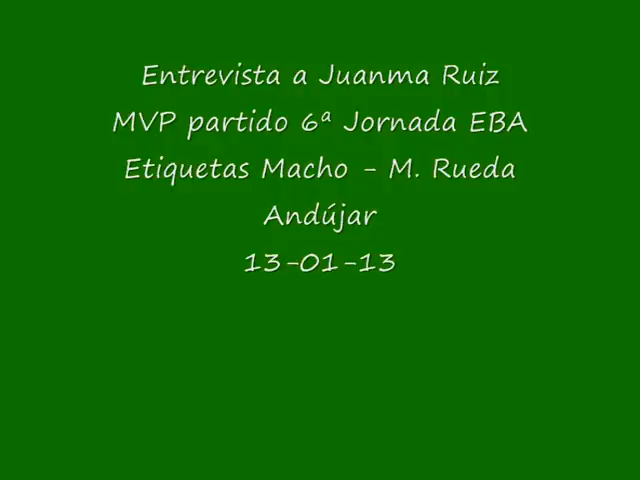 Entrevista a Juanma Ruiz
MVP partido 6ª Jornada EBA
Etiquetas Macho - M. Rueda
Andújar
13-01-13